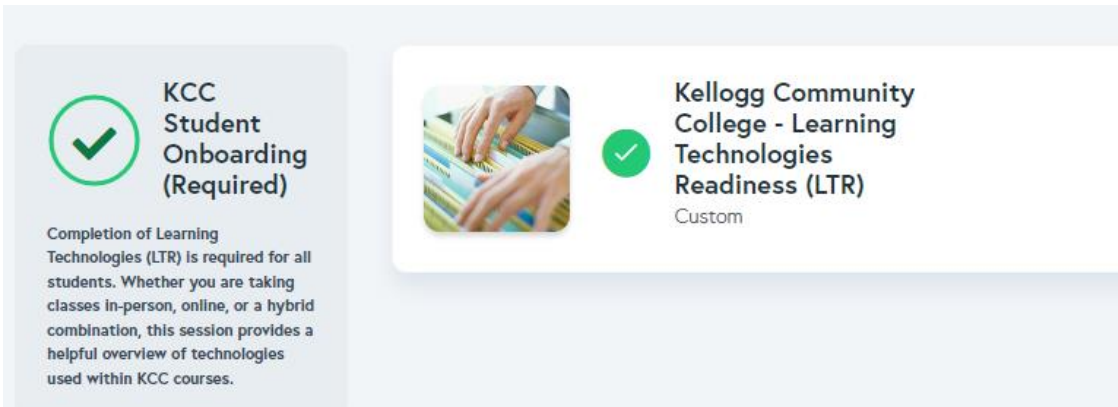 KCC
Student
Onboarding
(Required)
Completion of Learning
Technologies (LTR) is required for all
students. Whether you are taking
classes in-person, online, or a hybrid
combination, this session provides a
helpful overview of technologies
used within KCC courses.
Kellogg Community
College - Learning
Technologies
Readiness (LTR)
Custom